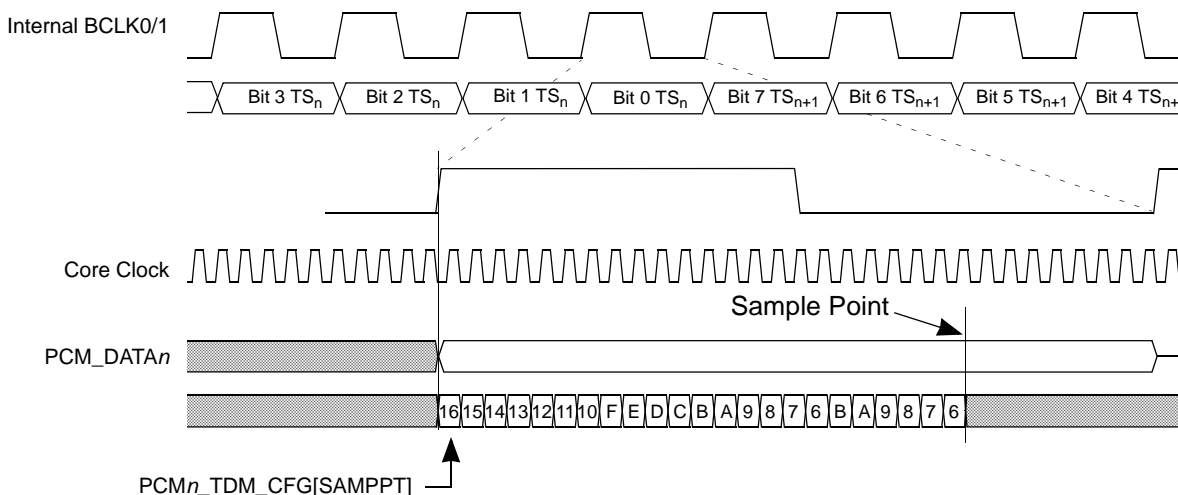 Internal BCLK0/1
Bit 3 TSn Bit 2 TSn Bit 1 TSn Bit 0 TSn Bit 7 TSn+1 Bit 6 TSn+1 Bit 5 TSn+1 Bit 4 TSn+
Core Clock
Sample Point
PCM_DATAn
16 15 14 13 12 11 10 F E D C B A 9 8 7 6 B A 9 8 7 6
PCMn_TDM_CFG[SAMPPT]